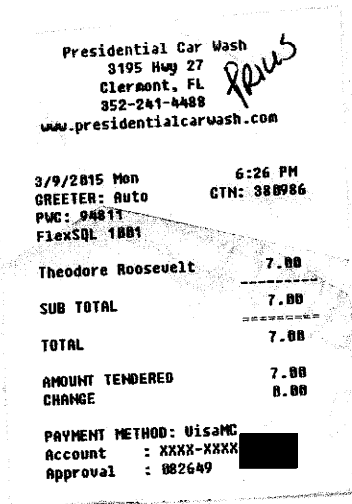 Presidential Car Wash
3195 Hwy 27
Clermont, FL
352-241-4488
www.presidentialcarwash.com
PRIUS
3/9/2015 Mon 6:26 PM
GREETER: Auto CTN: 380986
PWC: 94811
FlexSQL 1001
Theodore Roosevelt 7.00
----------
SUB TOTAL 7.00
==========
TOTAL 7.00
AMOUNT TENDERED 7.00
CHANGE 0.00
PAYMENT METHOD: VisaMC
Account : XXXX-XXXX
Approval : 082649